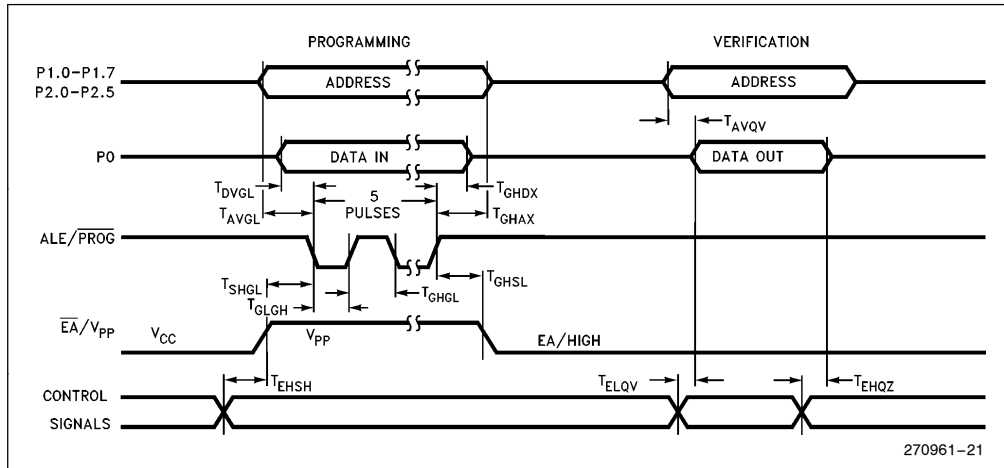 PROGRAMMING VERIFICATION
P1.0–P1.7
P2.0–P2.5
ADDRESS ADDRESS
TAVQV
P0 DATA IN DATA OUT
TDVGL 5 TGHDX
TAVGL PULSES TGHAX
ALE/PROG
TSHGL TGHSL
TGLGH TGHGL
EA/VPP VCC VPP EA/HIGH
TEHSH TELQV TEHQZ
CONTROL
SIGNALS
270961–21